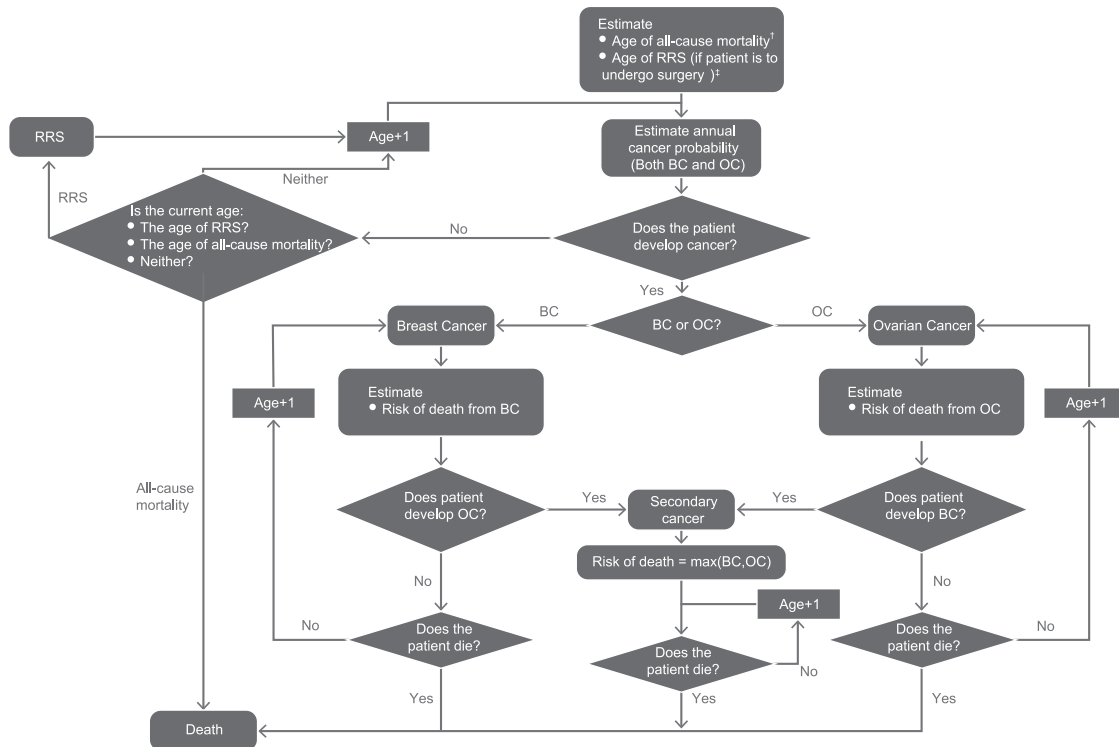 Estimate
● Age of all-cause mortality†
● Age of RRS (if patient is to
undergo surgery )‡
RRS
Age+1
Estimate annual
cancer probability
(Both BC and OC)
Neither
RRS
Is the current age:
● The age of RRS?
● The age of all-cause mortality?
● Neither?
No
Does the patient
develop cancer?
Yes
BC
BC or OC?
OC
Breast Cancer
Ovarian Cancer
Estimate
● Risk of death from BC
Estimate
● Risk of death from OC
Age+1
Age+1
All-cause
mortality
Does patient
develop OC?
Yes
Secondary
cancer
Yes
Does patient
develop BC?
Risk of death = max(BC,OC)
No
No
Age+1
No
Does the
patient die?
Does the
patient die?
No
Does the
patient die?
No
Yes
Yes
Yes
Death